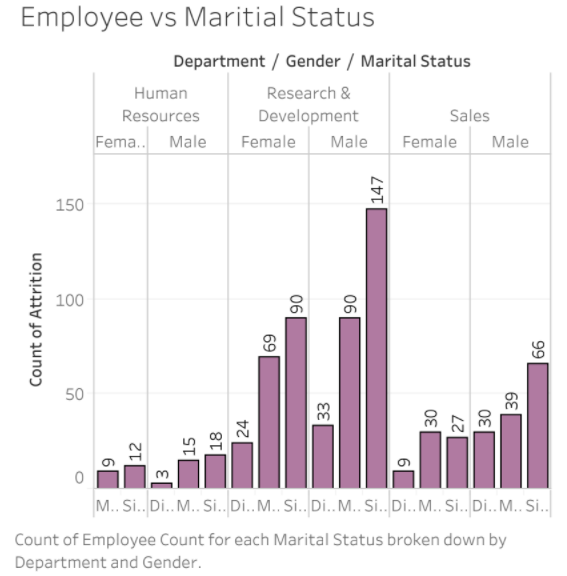 Employee vs Maritial Status
Department / Gender / Marital Status
Human Resources
Research & Development
Sales
Fema.. Male Female Male Female Male
Count of Attrition
150
100
50
0
9 12 3 15 18 24 69 90 33 90 147 9 30 27 30 39 66
M.. Si.. Di.. M.. Si.. Di.. M.. Si.. Di.. M.. Si.. Di.. M.. Si.. Di.. M.. Si..
Count of Employee Count for each Marital Status broken down by
Department and Gender.